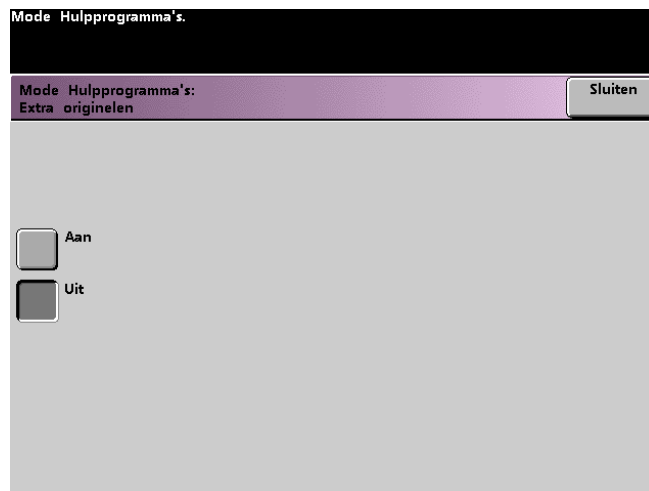 Mode Hulpprogramma's.
Mode Hulpprogramma's:
Extra originelen
Sluiten
Aan
Uit